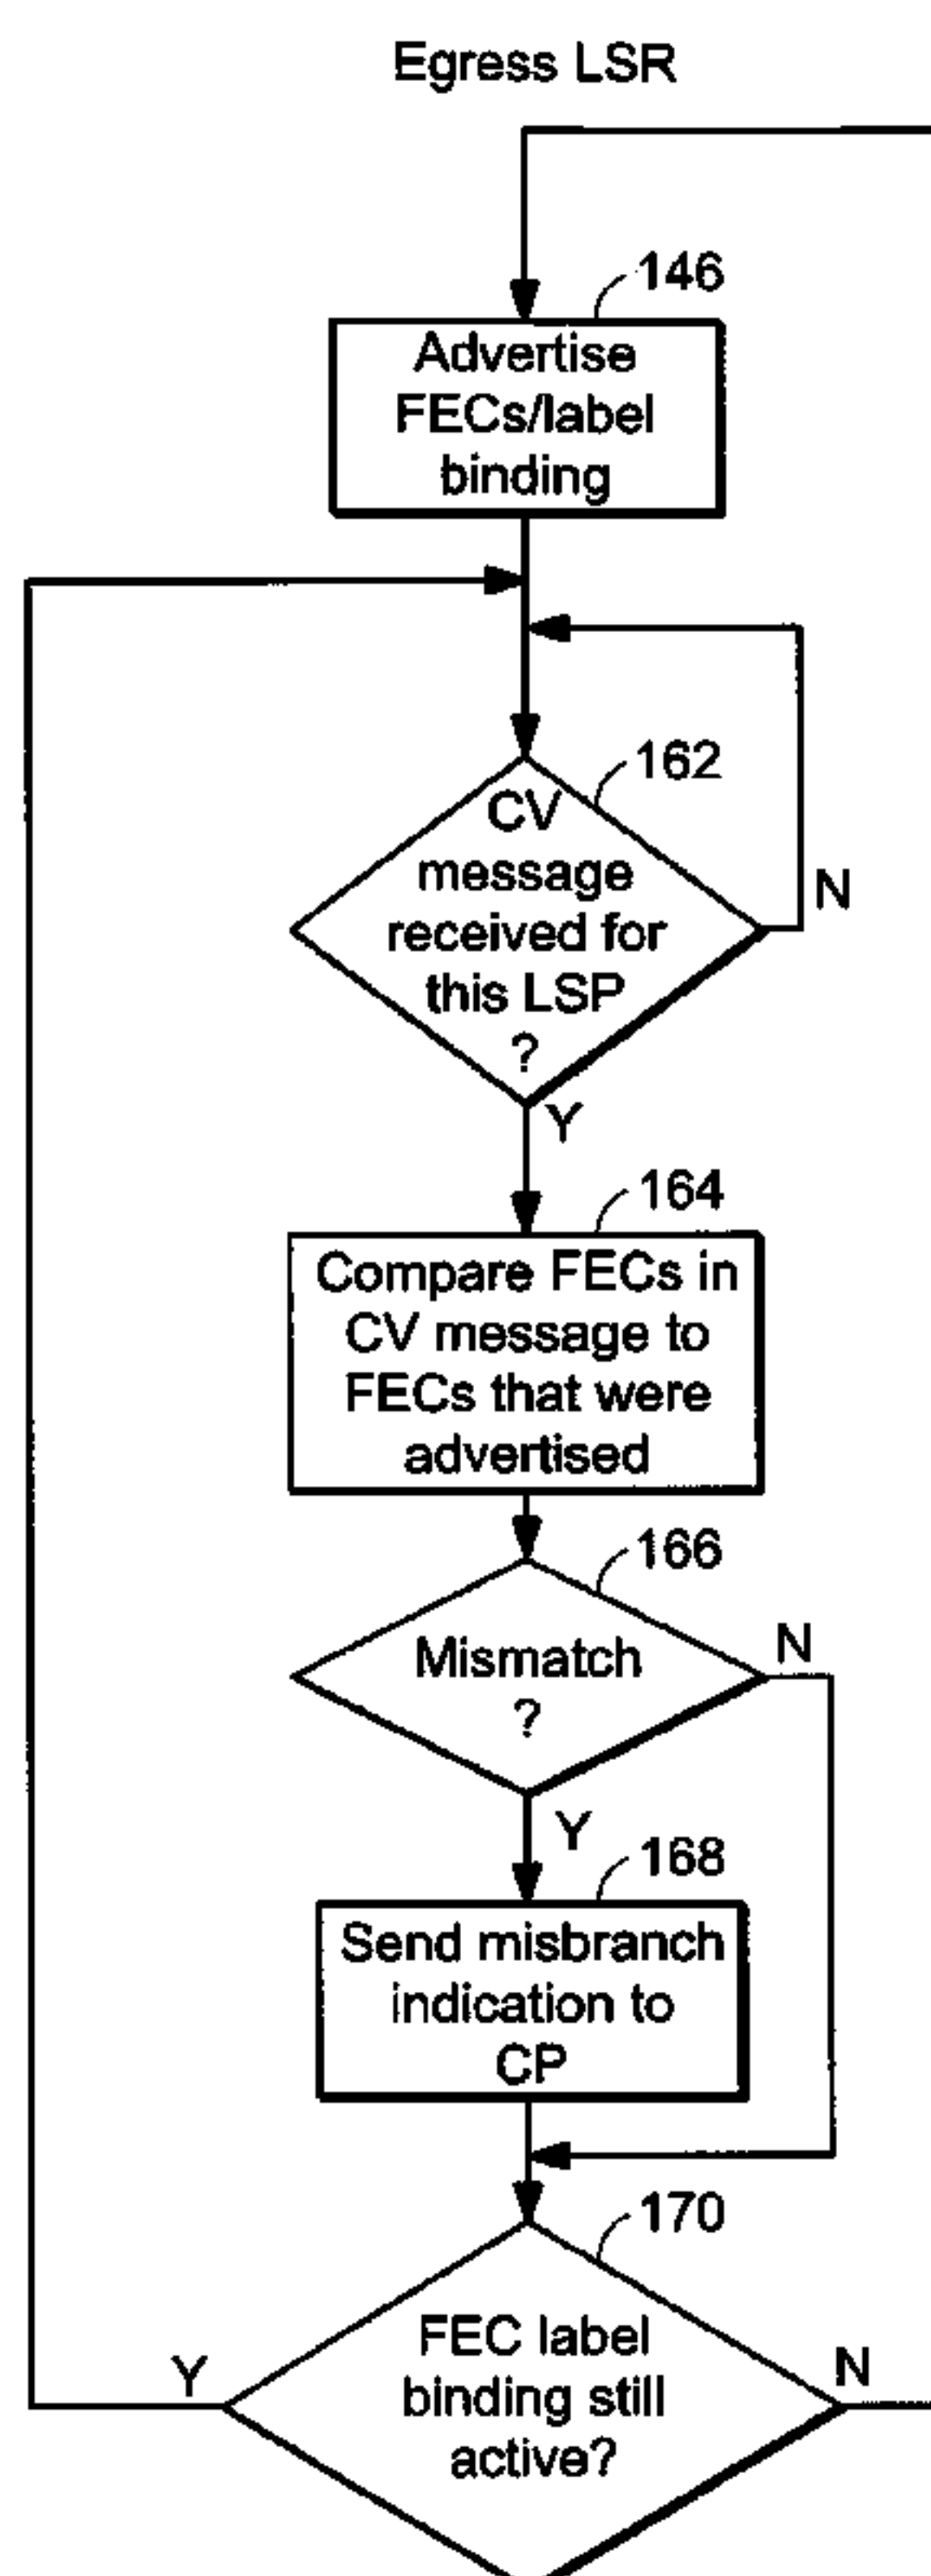 Egress LSR
146
Advertise
FECs/label
binding
162
CV
message
received for
this LSP
?
N
Y
164
Compare FECs in
CV message to
FECs that were
advertised
166
Mismatch
?
N
Y
168
Send misbranch
indication to
CP
170
FEC label
binding still
active?
Y
N